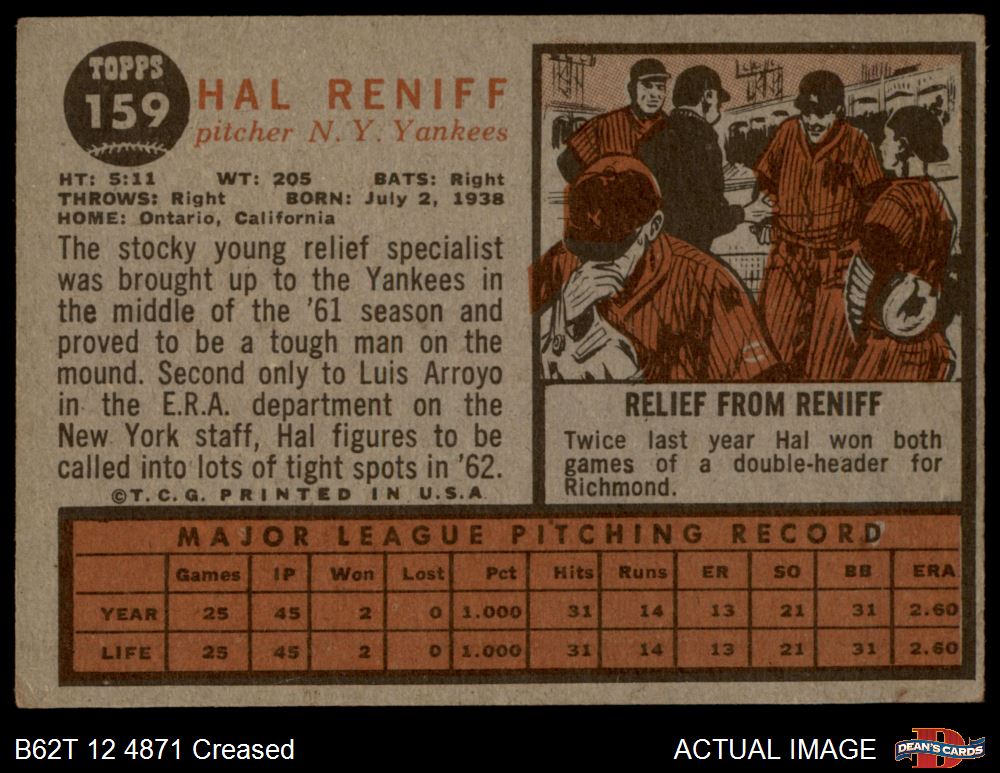 TOPPS
159
HAL RENIFF
pitcher N. Y. Yankees
HT: 5:11 WT: 205 BATS: Right
THROWS: Right BORN: July 2, 1938
HOME: Ontario, California
The stocky young relief specialist
was brought up to the Yankees in
the middle of the '61 season and
proved to be a tough man on the
mound. Second only to Luis Arroyo
in the E.R.A. department on the
New York staff, Hal figures to be
called into lots of tight spots in '62.
©T.C.G. PRINTED IN U.S.A.
RELIEF FROM RENIFF
Twice last year Hal won both
games of a double-header for
Richmond.
MAJOR LEAGUE PITCHING RECORD
Games IP Won Lost Pct Hits Runs ER SO BB ERA
YEAR 25 45 2 0 1.000 31 14 13 21 31 2.60
LIFE 25 45 2 0 1.000 31 14 13 21 31 2.60
B62T 12 4871 Creased
ACTUAL IMAGE
DEAN'S CARDS